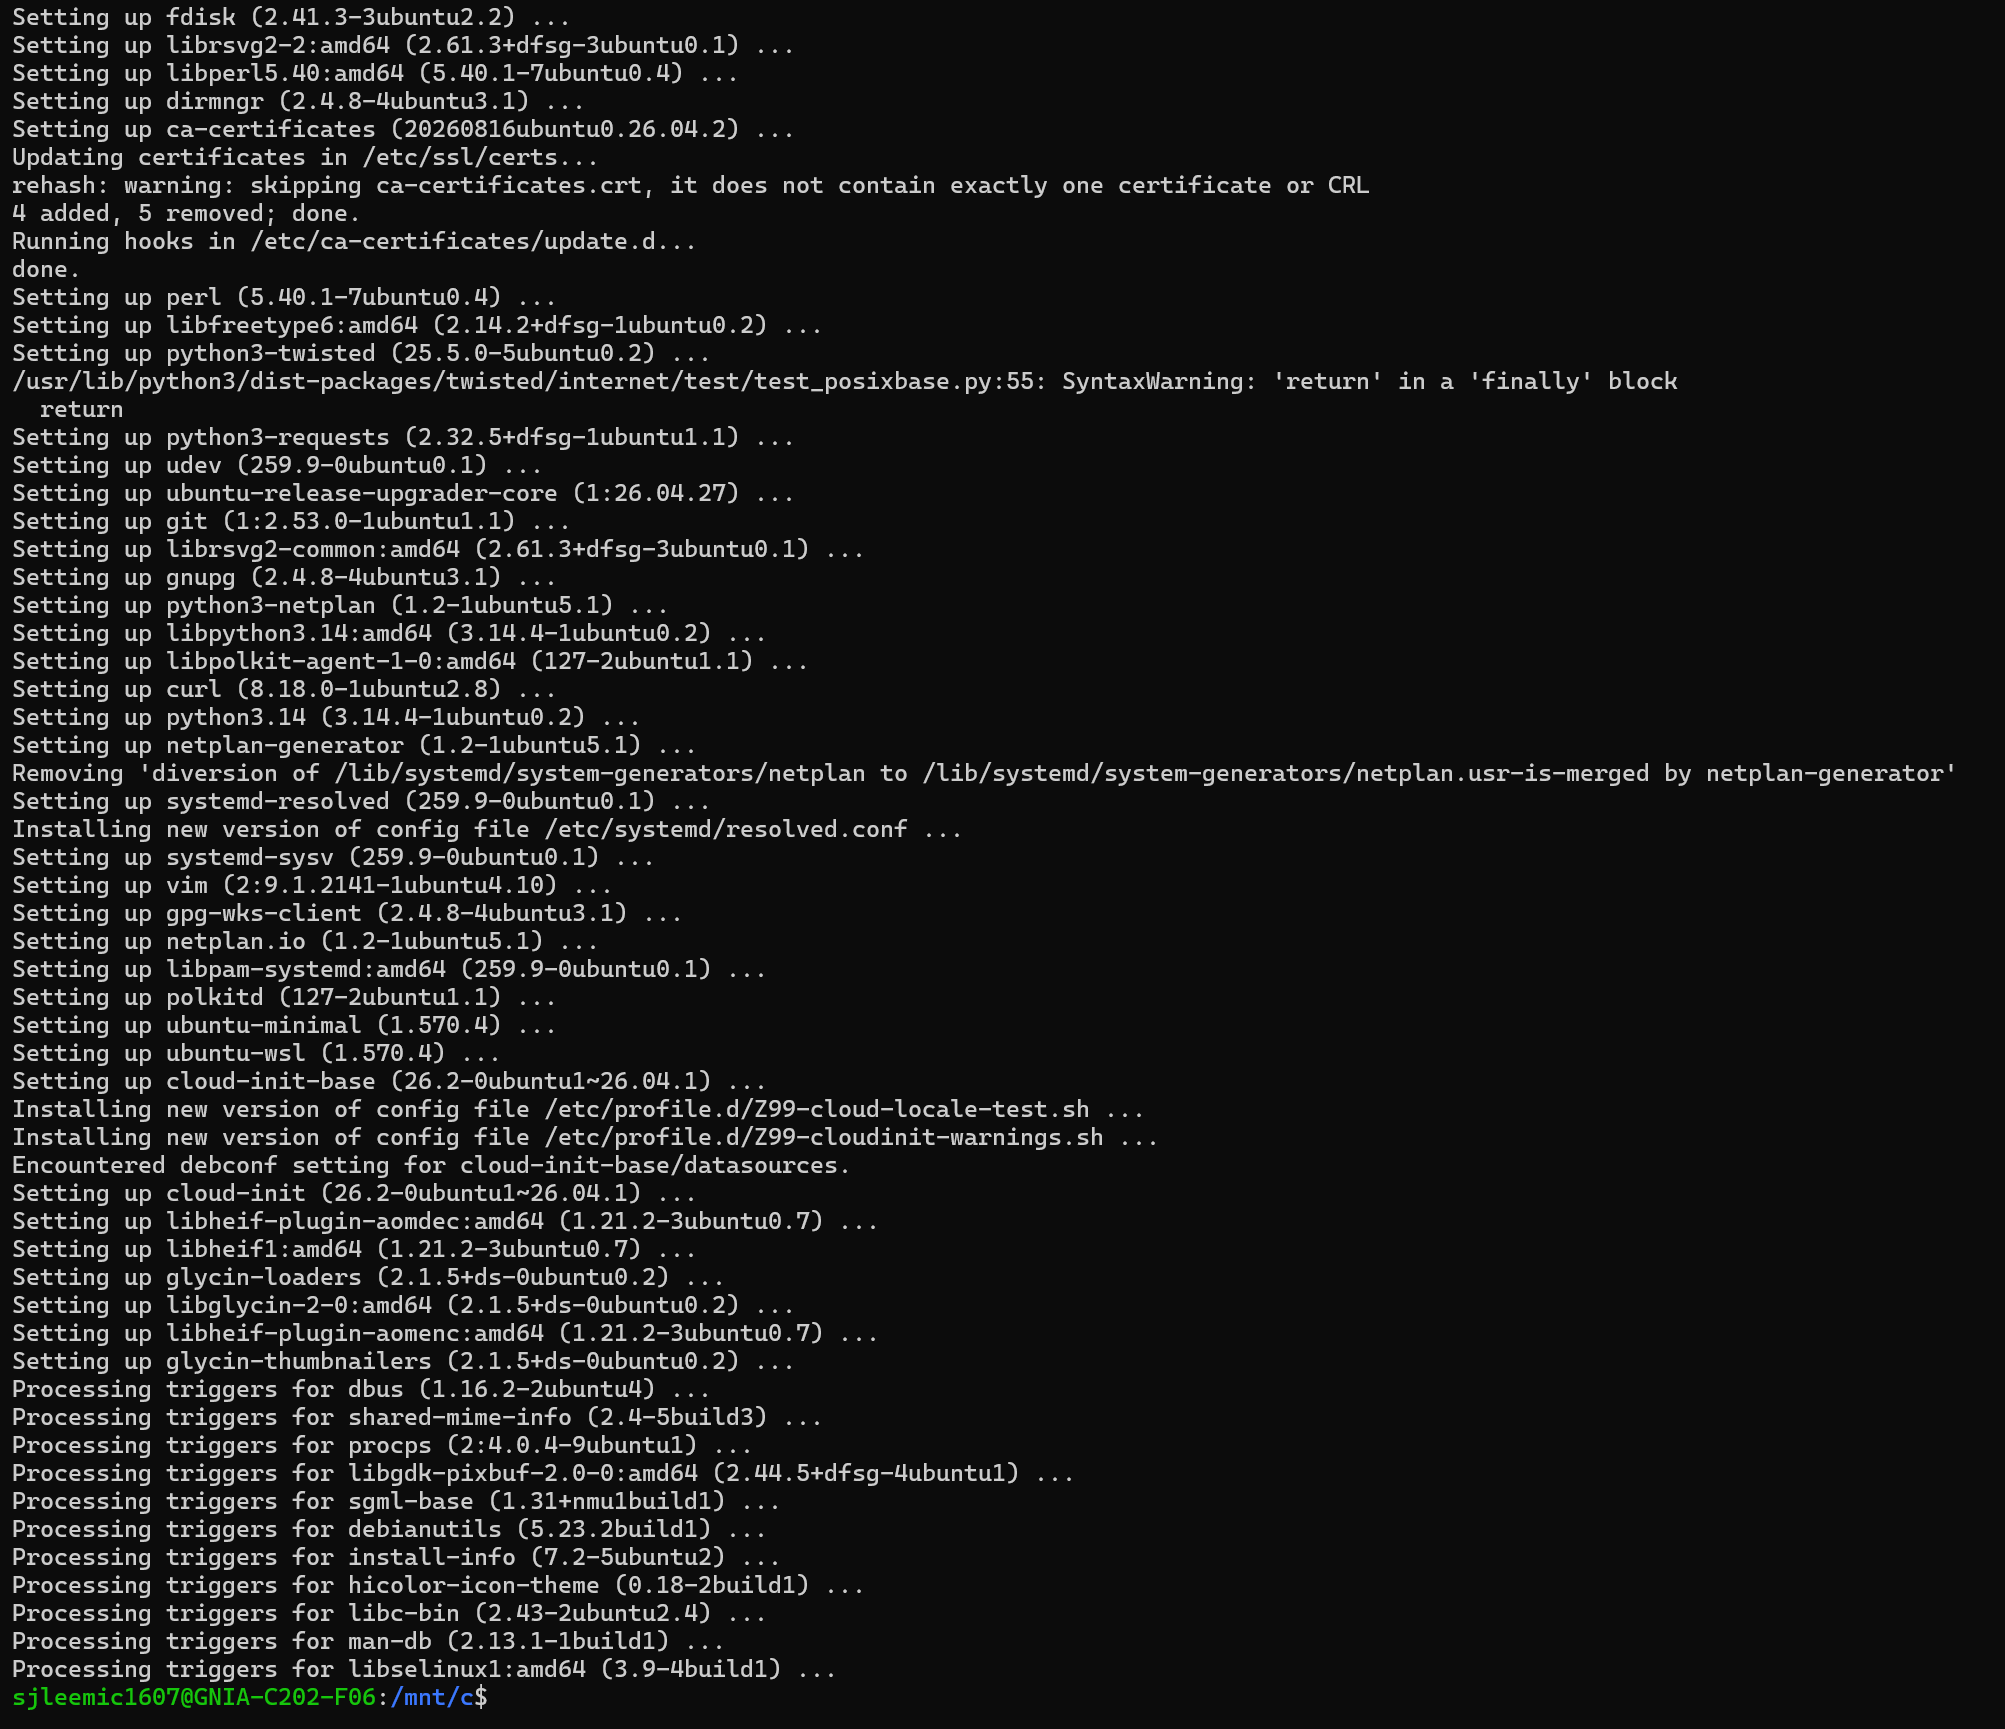 Setting up fdisk (2.41.3-3ubuntu2.2) ...
Setting up librsvg2-2:amd64 (2.61.3+dfsg-3ubuntu0.1) ...
Setting up libperl5.40:amd64 (5.40.1-7ubuntu0.4) ...
Setting up dirmngr (2.4.8-4ubuntu3.1) ...
Setting up ca-certificates (20260816ubuntu0.26.04.2) ...
Updating certificates in /etc/ssl/certs...
rehash: warning: skipping ca-certificates.crt, it does not contain exactly one certificate or CRL
4 added, 5 removed; done.
Running hooks in /etc/ca-certificates/update.d...
done.
Setting up perl (5.40.1-7ubuntu0.4) ...
Setting up libfreetype6:amd64 (2.14.2+dfsg-1ubuntu0.2) ...
Setting up python3-twisted (25.5.0-5ubuntu0.2) ...
/usr/lib/python3/dist-packages/twisted/internet/test/test_posixbase.py:55: SyntaxWarning: 'return' in a 'finally' block
  return
Setting up python3-requests (2.32.5+dfsg-1ubuntu1.1) ...
Setting up udev (259.9-0ubuntu0.1) ...
Setting up ubuntu-release-upgrader-core (1:26.04.27) ...
Setting up git (1:2.53.0-1ubuntu1.1) ...
Setting up librsvg2-common:amd64 (2.61.3+dfsg-3ubuntu0.1) ...
Setting up gnupg (2.4.8-4ubuntu3.1) ...
Setting up python3-netplan (1.2-1ubuntu5.1) ...
Setting up libpython3.14:amd64 (3.14.4-1ubuntu0.2) ...
Setting up libpolkit-agent-1-0:amd64 (127-2ubuntu1.1) ...
Setting up curl (8.18.0-1ubuntu2.8) ...
Setting up python3.14 (3.14.4-1ubuntu0.2) ...
Setting up netplan-generator (1.2-1ubuntu5.1) ...
Removing 'diversion of /lib/systemd/system-generators/netplan to /lib/systemd/system-generators/netplan.usr-is-merged by netplan-generator'
Setting up systemd-resolved (259.9-0ubuntu0.1) ...
Installing new version of config file /etc/systemd/resolved.conf ...
Setting up systemd-sysv (259.9-0ubuntu0.1) ...
Setting up vim (2:9.1.2141-1ubuntu4.10) ...
Setting up gpg-wks-client (2.4.8-4ubuntu3.1) ...
Setting up netplan.io (1.2-1ubuntu5.1) ...
Setting up libpam-systemd:amd64 (259.9-0ubuntu0.1) ...
Setting up polkitd (127-2ubuntu1.1) ...
Setting up ubuntu-minimal (1.570.4) ...
Setting up ubuntu-wsl (1.570.4) ...
Setting up cloud-init-base (26.2-0ubuntu1~26.04.1) ...
Installing new version of config file /etc/profile.d/Z99-cloud-locale-test.sh ...
Installing new version of config file /etc/profile.d/Z99-cloudinit-warnings.sh ...
Encountered debconf setting for cloud-init-base/datasources.
Setting up cloud-init (26.2-0ubuntu1~26.04.1) ...
Setting up libheif-plugin-aomdec:amd64 (1.21.2-3ubuntu0.7) ...
Setting up libheif1:amd64 (1.21.2-3ubuntu0.7) ...
Setting up glycin-loaders (2.1.5+ds-0ubuntu0.2) ...
Setting up libglycin-2-0:amd64 (2.1.5+ds-0ubuntu0.2) ...
Setting up libheif-plugin-aomenc:amd64 (1.21.2-3ubuntu0.7) ...
Setting up glycin-thumbnailers (2.1.5+ds-0ubuntu0.2) ...
Processing triggers for dbus (1.16.2-2ubuntu4) ...
Processing triggers for shared-mime-info (2.4-5build3) ...
Processing triggers for procps (2:4.0.4-9ubuntu1) ...
Processing triggers for libgdk-pixbuf-2.0-0:amd64 (2.44.5+dfsg-4ubuntu1) ...
Processing triggers for sgml-base (1.31+nmu1build1) ...
Processing triggers for debianutils (5.23.2build1) ...
Processing triggers for install-info (7.2-5ubuntu2) ...
Processing triggers for hicolor-icon-theme (0.18-2build1) ...
Processing triggers for libc-bin (2.43-2ubuntu2.4) ...
Processing triggers for man-db (2.13.1-1build1) ...
Processing triggers for libselinux1:amd64 (3.9-4build1) ...
sjleemic1607@GNIA-C202-F06:/mnt/c$